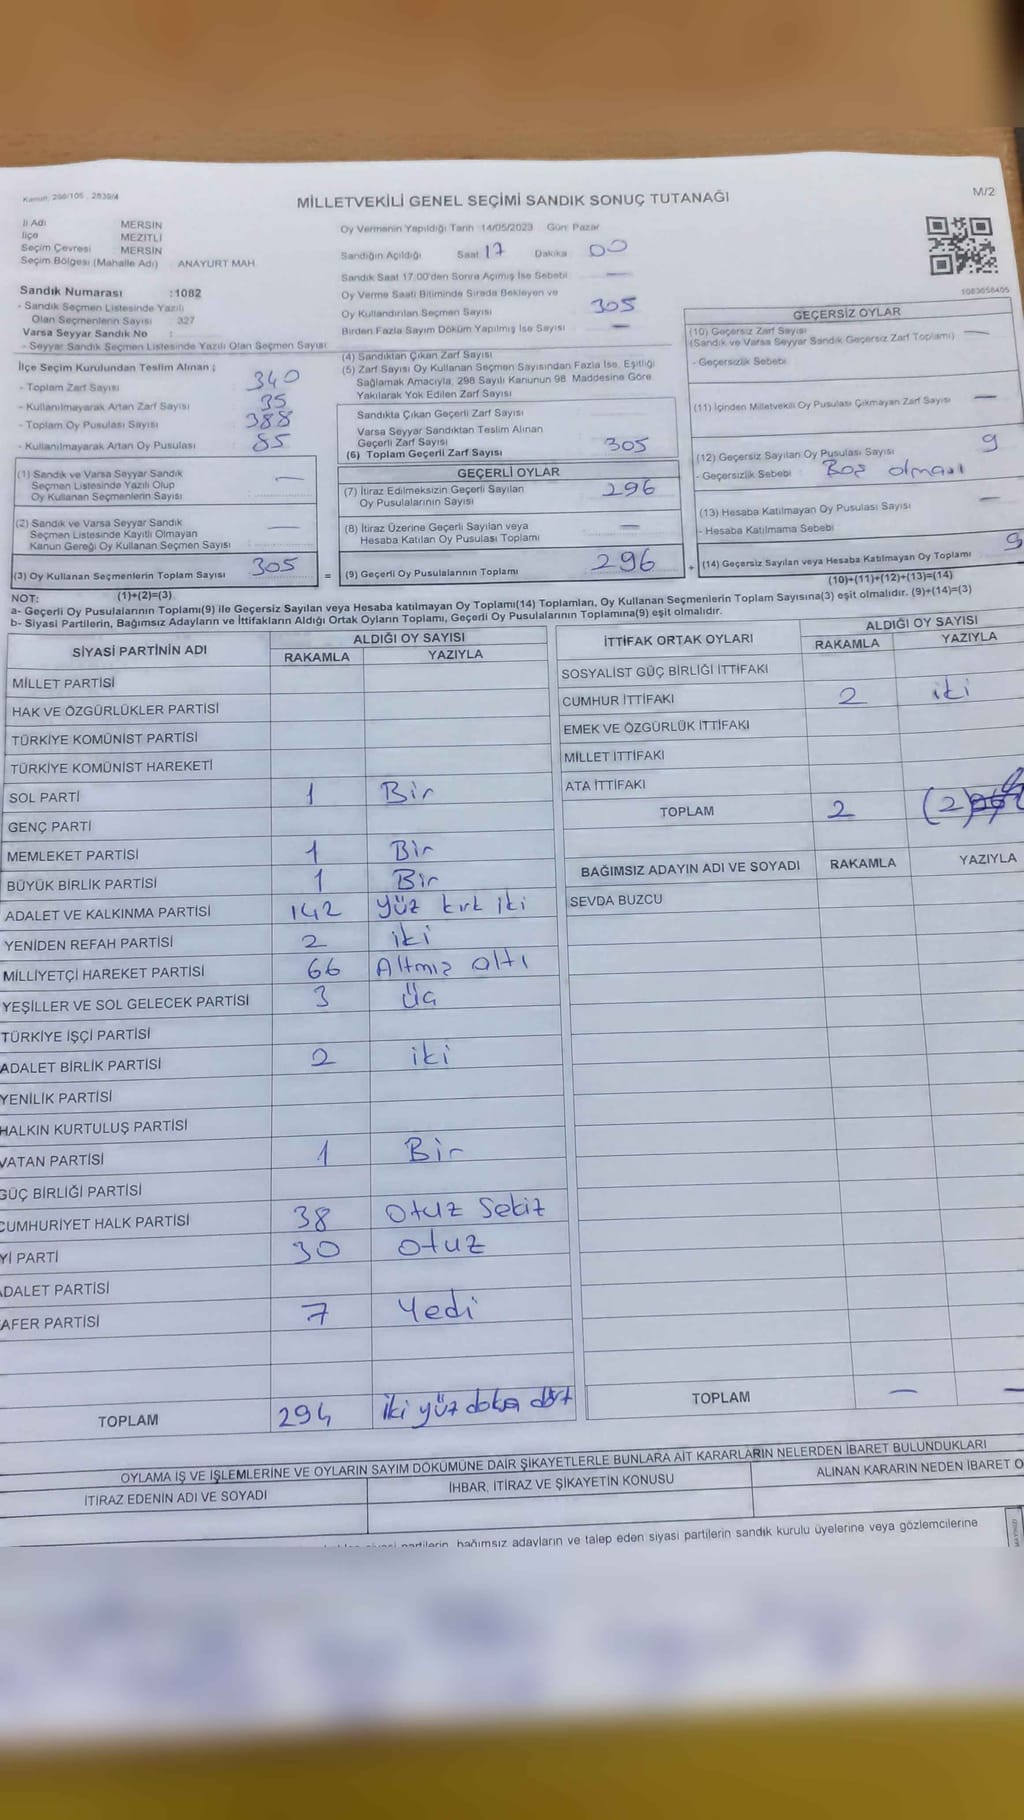 Kanun: 298/105 , 2839/4
MİLLETVEKİLİ GENEL SEÇİMİ SANDIK SONUÇ TUTANAĞI
M/2
İl Adı MERSİN
İlçe MEZİTLİ
Seçim Çevresi MERSİN
Seçim Bölgesi (Mahalle Adı) ANAYURT MAH
Sandık Numarası :1082
- Sandık Seçmen Listesinde Yazılı
Olan Seçmenlerin Sayısı : 327
Varsa Seyyar Sandık No :
- Seyyar Sandık Seçmen Listesinde Yazılı Olan Seçmen Sayısı
Oy Vermenin Yapıldığı Tarih 14/05/2023 Gün: Pazar
Sandığın Açıldığı Saat 17 Dakika 00
Sandık Saat 17:00'den Sonra Açılmış İse Sebebi —
Oy Verme Saati Bitiminde Sırada Bekleyen ve
Oy Kullandırılan Seçmen Sayısı 305
Birden Fazla Sayım Döküm Yapılmış İse Sayısı —
1083658405
İlçe Seçim Kurulundan Teslim Alınan ;
- Toplam Zarf Sayısı 340
- Kullanılmayarak Artan Zarf Sayısı 35
- Toplam Oy Pusulası Sayısı 388
- Kullanılmayarak Artan Oy Pusulası 85
(4) Sandıktan Çıkan Zarf Sayısı
(5) Zarf Sayısı Oy Kullanan Seçmen Sayısından Fazla İse, Eşitliği
Sağlamak Amacıyla, 298 Sayılı Kanunun 98. Maddesine Göre
Yakılarak Yok Edilen Zarf Sayısı
Sandıkta Çıkan Geçerli Zarf Sayısı
Varsa Seyyar Sandıktan Teslim Alınan
Geçerli Zarf Sayısı
(6) Toplam Geçerli Zarf Sayısı 305
GEÇERSİZ OYLAR
(10) Geçersiz Zarf Sayısı —
(Sandık ve Varsa Seyyar Sandık Geçersiz Zarf Toplamı)
- Geçersizlik Sebebi
(11) İçinden Milletvekili Oy Pusulası Çıkmayan Zarf Sayısı —
(12) Geçersiz Sayılan Oy Pusulası Sayısı 9
- Geçersizlik Sebebi : Boş olması
(13) Hesaba Katılmayan Oy Pusulası Sayısı —
- Hesaba Katılmama Sebebi
(14) Geçersiz Sayılan veya Hesaba Katılmayan Oy Toplamı 9
(10)+(11)+(12)+(13)=(14)
(1) Sandık ve Varsa Seyyar Sandık
Seçmen Listesinde Yazılı Olup
Oy Kullanan Seçmenlerin Sayısı —
(2) Sandık ve Varsa Seyyar Sandık
Seçmen Listesinde Kayıtlı Olmayan
Kanun Gereği Oy Kullanan Seçmen Sayısı —
(3) Oy Kullanan Seçmenlerin Toplam Sayısı 305
(1)+(2)=(3)
=
GEÇERLİ OYLAR
(7) İtiraz Edilmeksizin Geçerli Sayılan
Oy Pusulalarının Sayısı 296
(8) İtiraz Üzerine Geçerli Sayılan veya
Hesaba Katılan Oy Pusulası Toplamı —
(9) Geçerli Oy Pusulalarının Toplamı 296
+
NOT:
a- Geçerli Oy Pusulalarının Toplamı(9) ile Geçersiz Sayılan veya Hesaba katılmayan Oy Toplamı(14) Toplamları, Oy Kullanan Seçmenlerin Toplam Sayısına(3) eşit olmalıdır. (9)+(14)=(3)
b- Siyasi Partilerin, Bağımsız Adayların ve İttifakların Aldığı Ortak Oyların Toplamı, Geçerli Oy Pusulalarının Toplamına(9) eşit olmalıdır.
SİYASİ PARTİNİN ADI ALDIĞI OY SAYISI
RAKAMLA YAZIYLA
MİLLET PARTİSİ
HAK VE ÖZGÜRLÜKLER PARTİSİ
TÜRKİYE KOMÜNİST PARTİSİ
TÜRKİYE KOMÜNİST HAREKETİ
SOL PARTİ 1 Bir
GENÇ PARTİ
MEMLEKET PARTİSİ 1 Bir
BÜYÜK BİRLİK PARTİSİ 1 Bir
ADALET VE KALKINMA PARTİSİ 142 yüz kırk iki
YENİDEN REFAH PARTİSİ 2 iki
MİLLİYETÇİ HAREKET PARTİSİ 66 Altmış altı
YEŞİLLER VE SOL GELECEK PARTİSİ 3 üç
TÜRKİYE İŞÇİ PARTİSİ
ADALET BİRLİK PARTİSİ 2 iki
YENİLİK PARTİSİ
HALKIN KURTULUŞ PARTİSİ
VATAN PARTİSİ 1 Bir
GÜÇ BİRLİĞİ PARTİSİ
CUMHURİYET HALK PARTİSİ 38 Otuz Sekiz
Yİ PARTİ 30 otuz
ADALET PARTİSİ
AFER PARTİSİ 7 Yedi
TOPLAM 294 iki yüz doksa dört
İTTİFAK ORTAK OYLARI ALDIĞI OY SAYISI
RAKAMLA YAZIYLA
SOSYALİST GÜÇ BİRLİĞİ İTTİFAKI
CUMHUR İTTİFAKI 2 iki
EMEK VE ÖZGÜRLÜK İTTİFAKI
MİLLET İTTİFAKI
ATA İTTİFAKI
TOPLAM 2 (2)
BAĞIMSIZ ADAYIN ADI VE SOYADI RAKAMLA YAZIYLA
SEVDA BUZCU
TOPLAM — —
OYLAMA İŞ VE İŞLEMLERİNE VE OYLARIN SAYIM DÖKÜMÜNE DAİR ŞİKAYETLERLE BUNLARA AİT KARARLARIN NELERDEN İBARET BULUNDUKLARI
İTİRAZ EDENİN ADI VE SOYADI İHBAR, İTİRAZ VE ŞİKAYETİN KONUSU ALINAN KARARIN NEDEN İBARET O
partilerin, bağımsız adayların ve talep eden siyasi partilerin sandık kurulu üyelerine veya gözlemcilerine